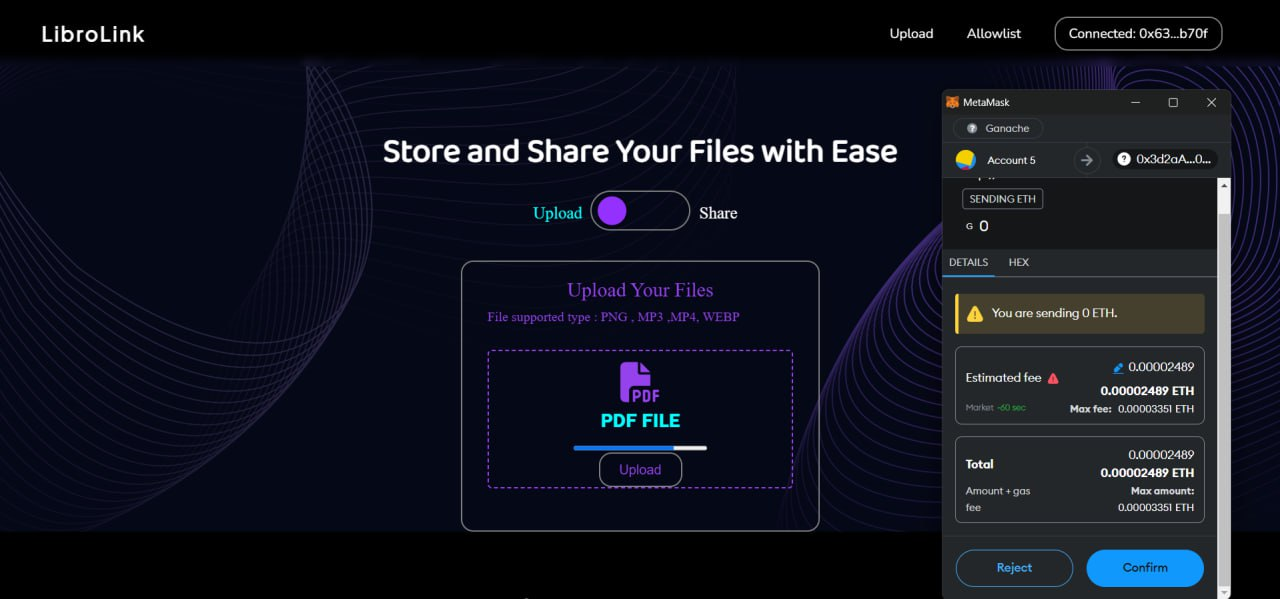 LibroLink
Upload Allowlist Connected: 0x63...b70f
Store and Share Your Files with Ease
Upload Share
Upload Your Files
File supported type : PNG , MP3 ,MP4, WEBP
PDF
PDF FILE
Upload
MetaMask
Ganache
Account 5 0x3d2aA...0...
SENDING ETH
G 0
DETAILS HEX
You are sending 0 ETH.
Estimated fee 0.00002489
0.00002489 ETH
Market ~60 sec Max fee: 0.00003351 ETH
Total 0.00002489
0.00002489 ETH
Amount + gas fee Max amount:
0.00003351 ETH
Reject Confirm